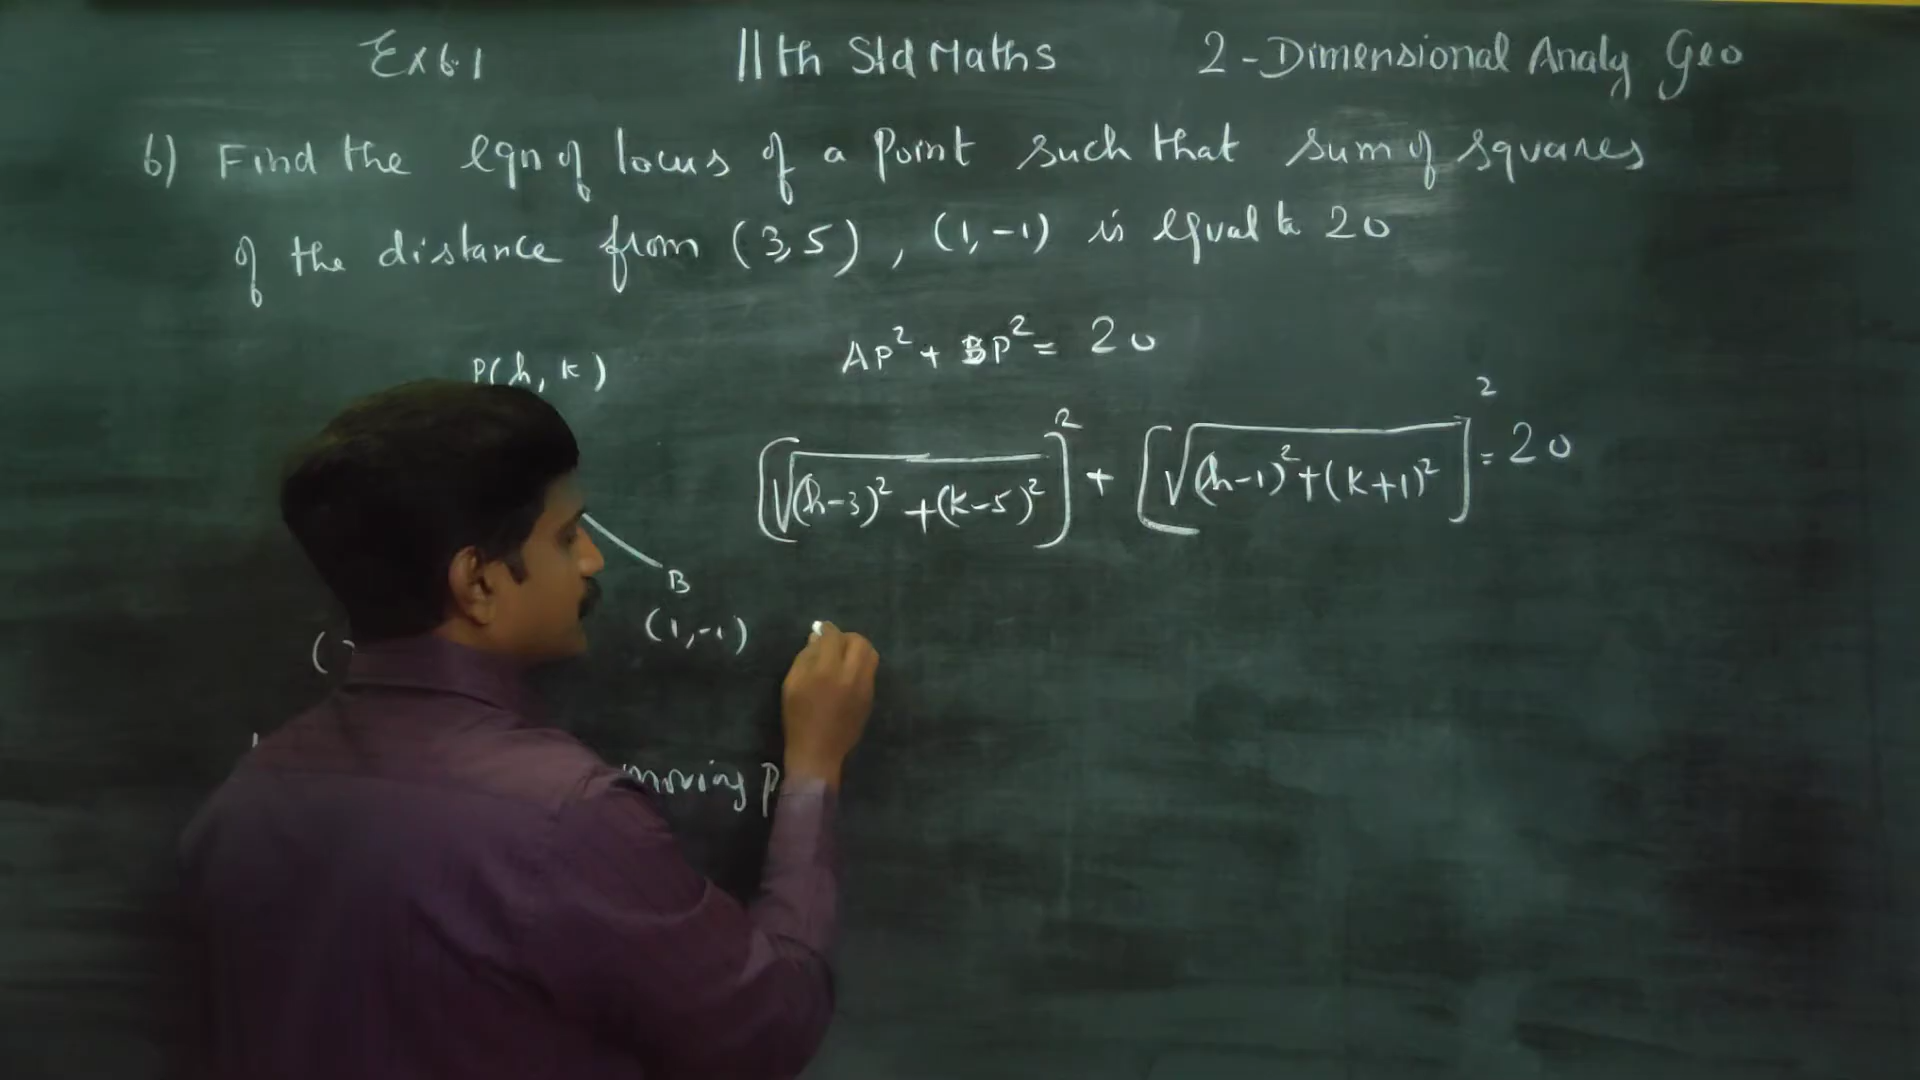 Ex 6.1 11th Std Maths 2-Dimensional Analy Geo
6) Find the eqn of locus of a Point such that sum of squares
of the distance from (3,5), (1,-1) is equal to 20
AP² + BP² = 20
P(h, k)
[√(h-3)² + (k-5)²]² + [√(h-1)² + (k+1)²]² = 20
B
(1,-1)
moving